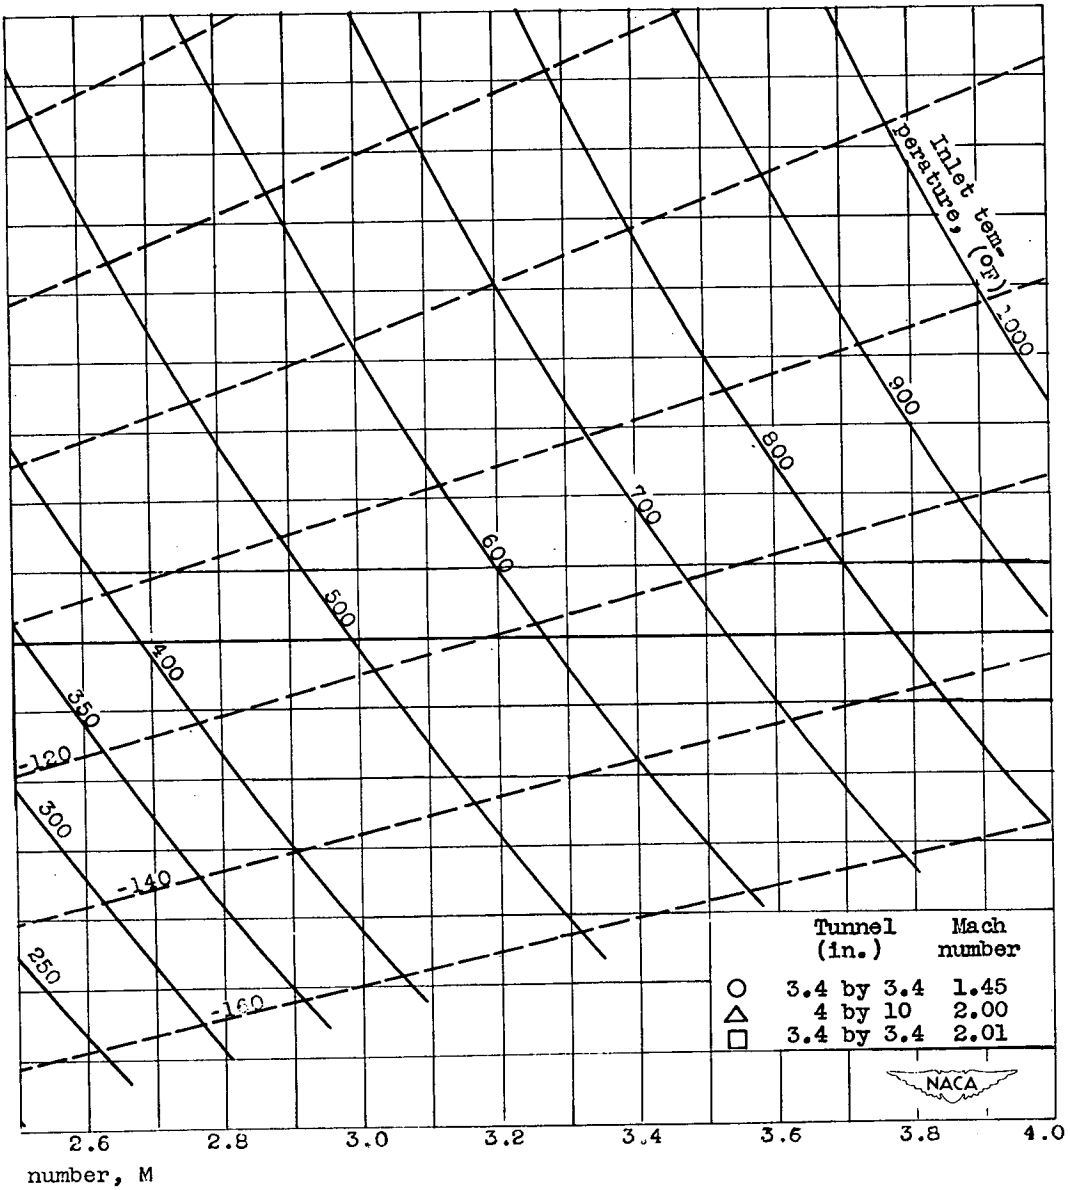 Inlet tem-
perature, (°F)
1000
900
800
700
600
500
400
350
-120
300
-140
250
-160
Tunnel Mach
(in.) number
3.4 by 3.4 1.45
4 by 10 2.00
3.4 by 3.4 2.01
NACA
2.6 2.8 3.0 3.2 3.4 3.6 3.8 4.0
number, M